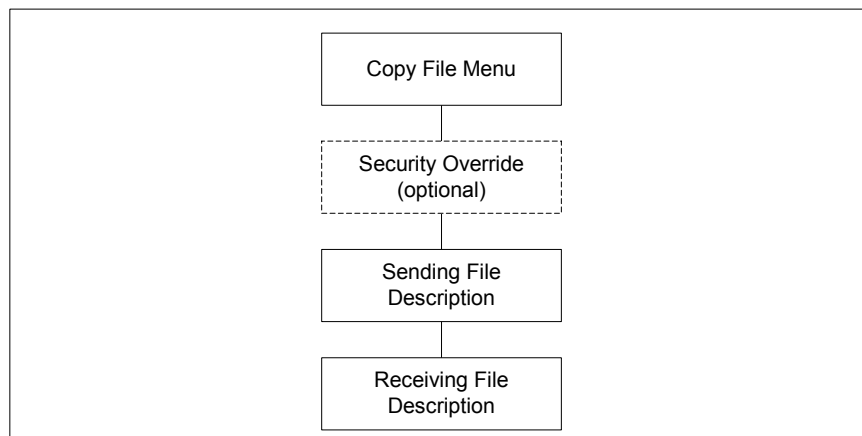 Copy File Menu
Security Override
(optional)
Sending File
Description
Receiving File
Description